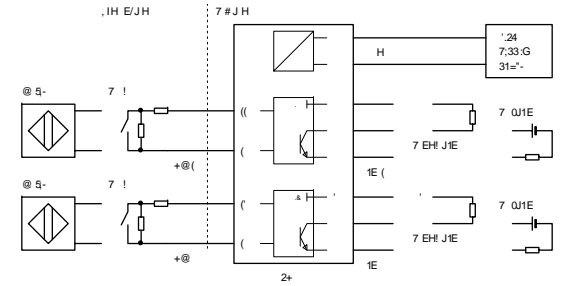 , IH E/J H
7 # J H
'.24
7;33:G
31="-
H
@ 5;-
7 !
((
.
(
+@ (
1E (
7 EH! J1E
7 0J1E
@ 5;-
7 !
('
.&
'
'
(
+@
1E
7 EH! J1E
7 0J1E
2+